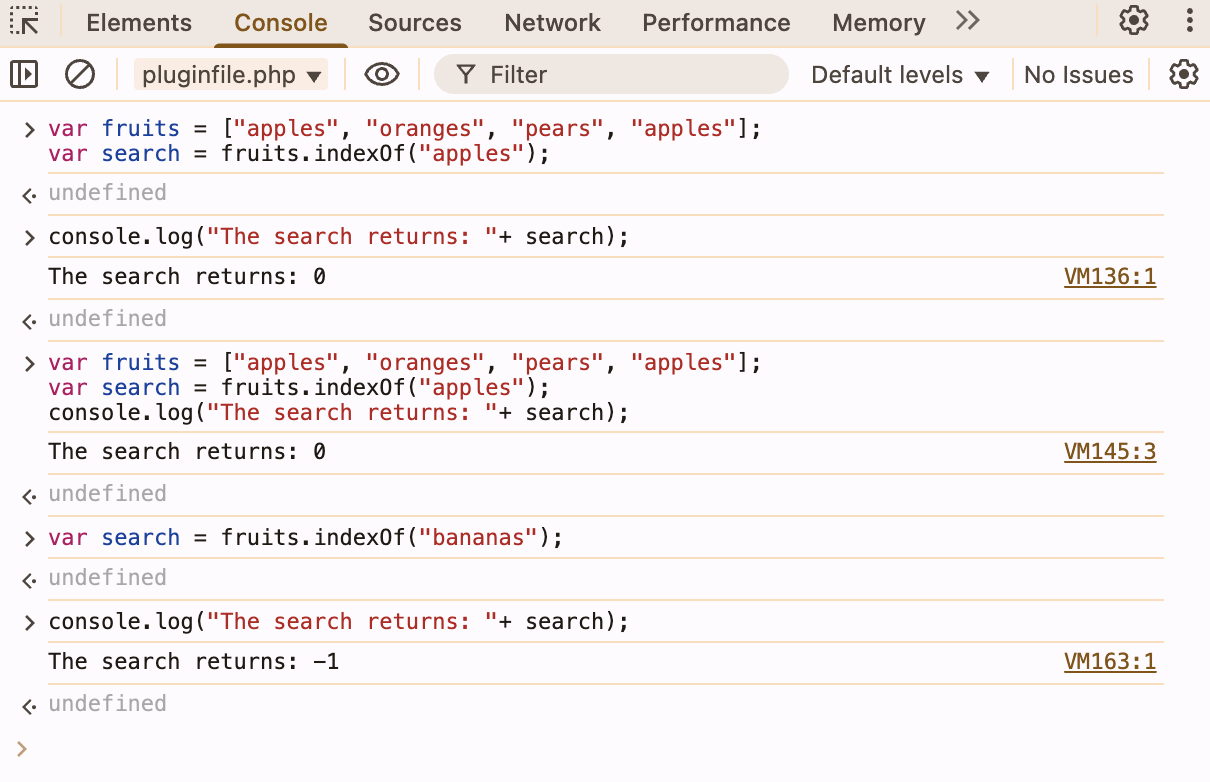 Elements Console Sources Network Performance Memory
pluginfile.php Filter Default levels No Issues
var fruits = ["apples", "oranges", "pears", "apples"];
var search = fruits.indexOf("apples");
undefined
console.log("The search returns: "+ search);
The search returns: 0 VM136:1
undefined
var fruits = ["apples", "oranges", "pears", "apples"];
var search = fruits.indexOf("apples");
console.log("The search returns: "+ search);
The search returns: 0 VM145:3
undefined
var search = fruits.indexOf("bananas");
undefined
console.log("The search returns: "+ search);
The search returns: -1 VM163:1
undefined